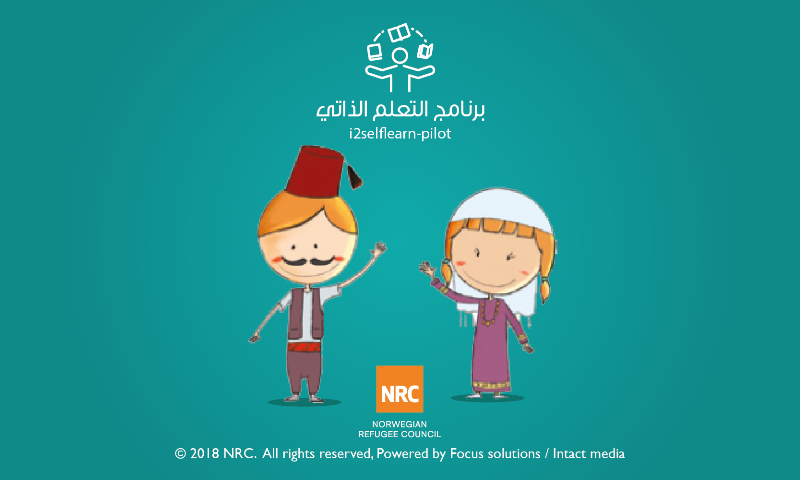 برنامج التعلم الذاتي
i2selflearn-pilot
NRC
NORWEGIAN
REFUGEE COUNCIL
© 2018 NRC. All rights reserved, Powered by Focus solutions / Intact media